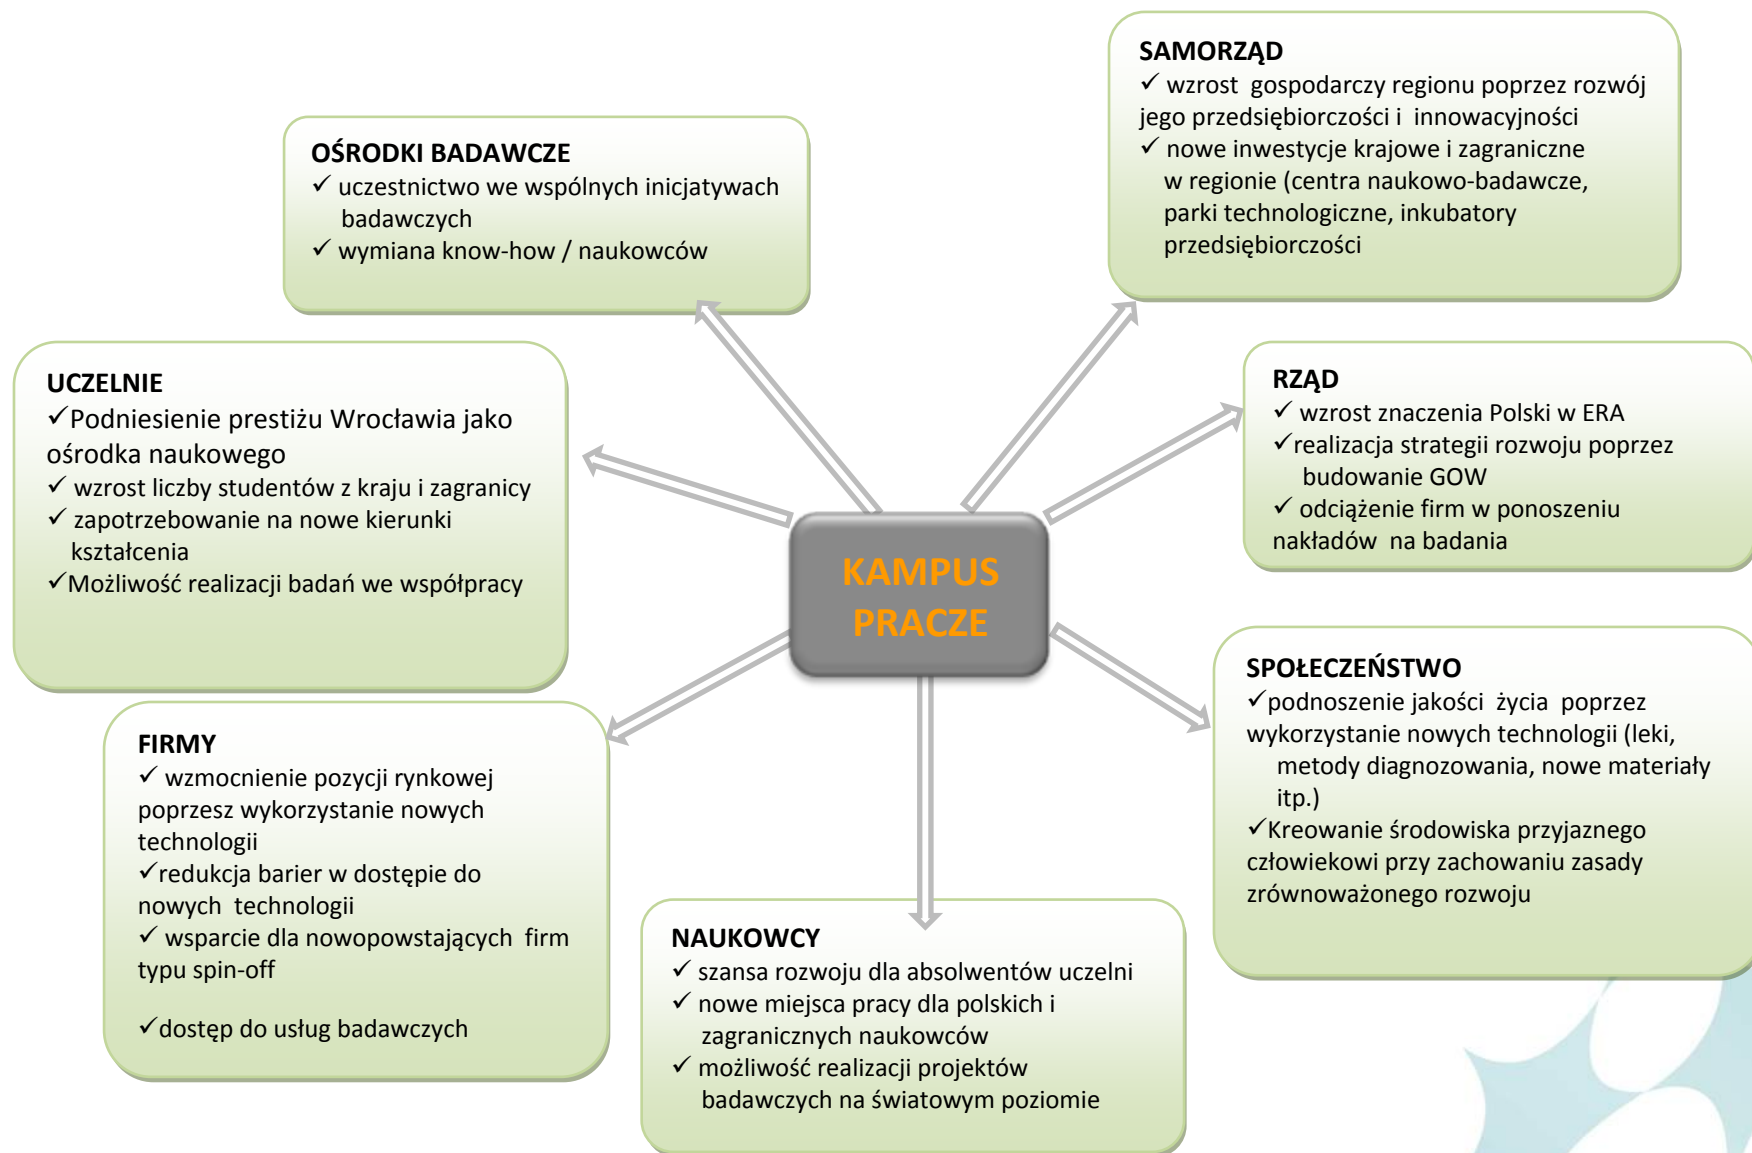 SAMORZĄD
✓ wzrost gospodarczy regionu poprzez rozwój
jego przedsiębiorczości i innowacyjności
✓ nowe inwestycje krajowe i zagraniczne
w regionie (centra naukowo-badawcze,
parki technologiczne, inkubatory
przedsiębiorczości
OŚRODKI BADAWCZE
✓ uczestnictwo we wspólnych inicjatywach
badawczych
✓ wymiana know-how / naukowców
UCZELNIE
✓Podniesienie prestiżu Wrocławia jako
ośrodka naukowego
✓ wzrost liczby studentów z kraju i zagranicy
✓ zapotrzebowanie na nowe kierunki
kształcenia
✓Możliwość realizacji badań we współpracy
RZĄD
✓ wzrost znaczenia Polski w ERA
✓realizacja strategii rozwoju poprzez
budowanie GOW
✓ odciążenie firm w ponoszeniu
nakładów na badania
KAMPUS
PRACZE
SPOŁECZEŃSTWO
✓podnoszenie jakości życia poprzez
wykorzystanie nowych technologii (leki,
metody diagnozowania, nowe materiały
itp.)
✓Kreowanie środowiska przyjaznego
człowiekowi przy zachowaniu zasady
zrównoważonego rozwoju
FIRMY
✓ wzmocnienie pozycji rynkowej
poprzesz wykorzystanie nowych
technologii
✓redukcja barier w dostępie do
nowych technologii
✓ wsparcie dla nowopowstających firm
typu spin-off
✓dostęp do usług badawczych
NAUKOWCY
✓ szansa rozwoju dla absolwentów uczelni
✓ nowe miejsca pracy dla polskich i
zagranicznych naukowców
✓ możliwość realizacji projektów
badawczych na światowym poziomie